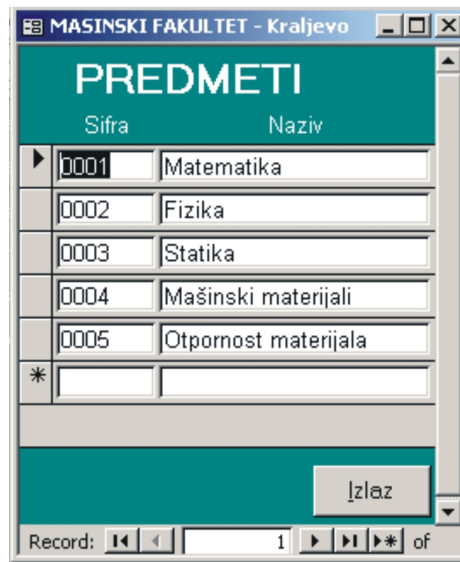 MASINSKI FAKULTET - Kraljevo
PREDMETI
Sifra Naziv
0001 Matematika
0002 Fizika
0003 Statika
0004 Mašinski materijali
0005 Otpornost materijala
Izlaz
Record: 1 of